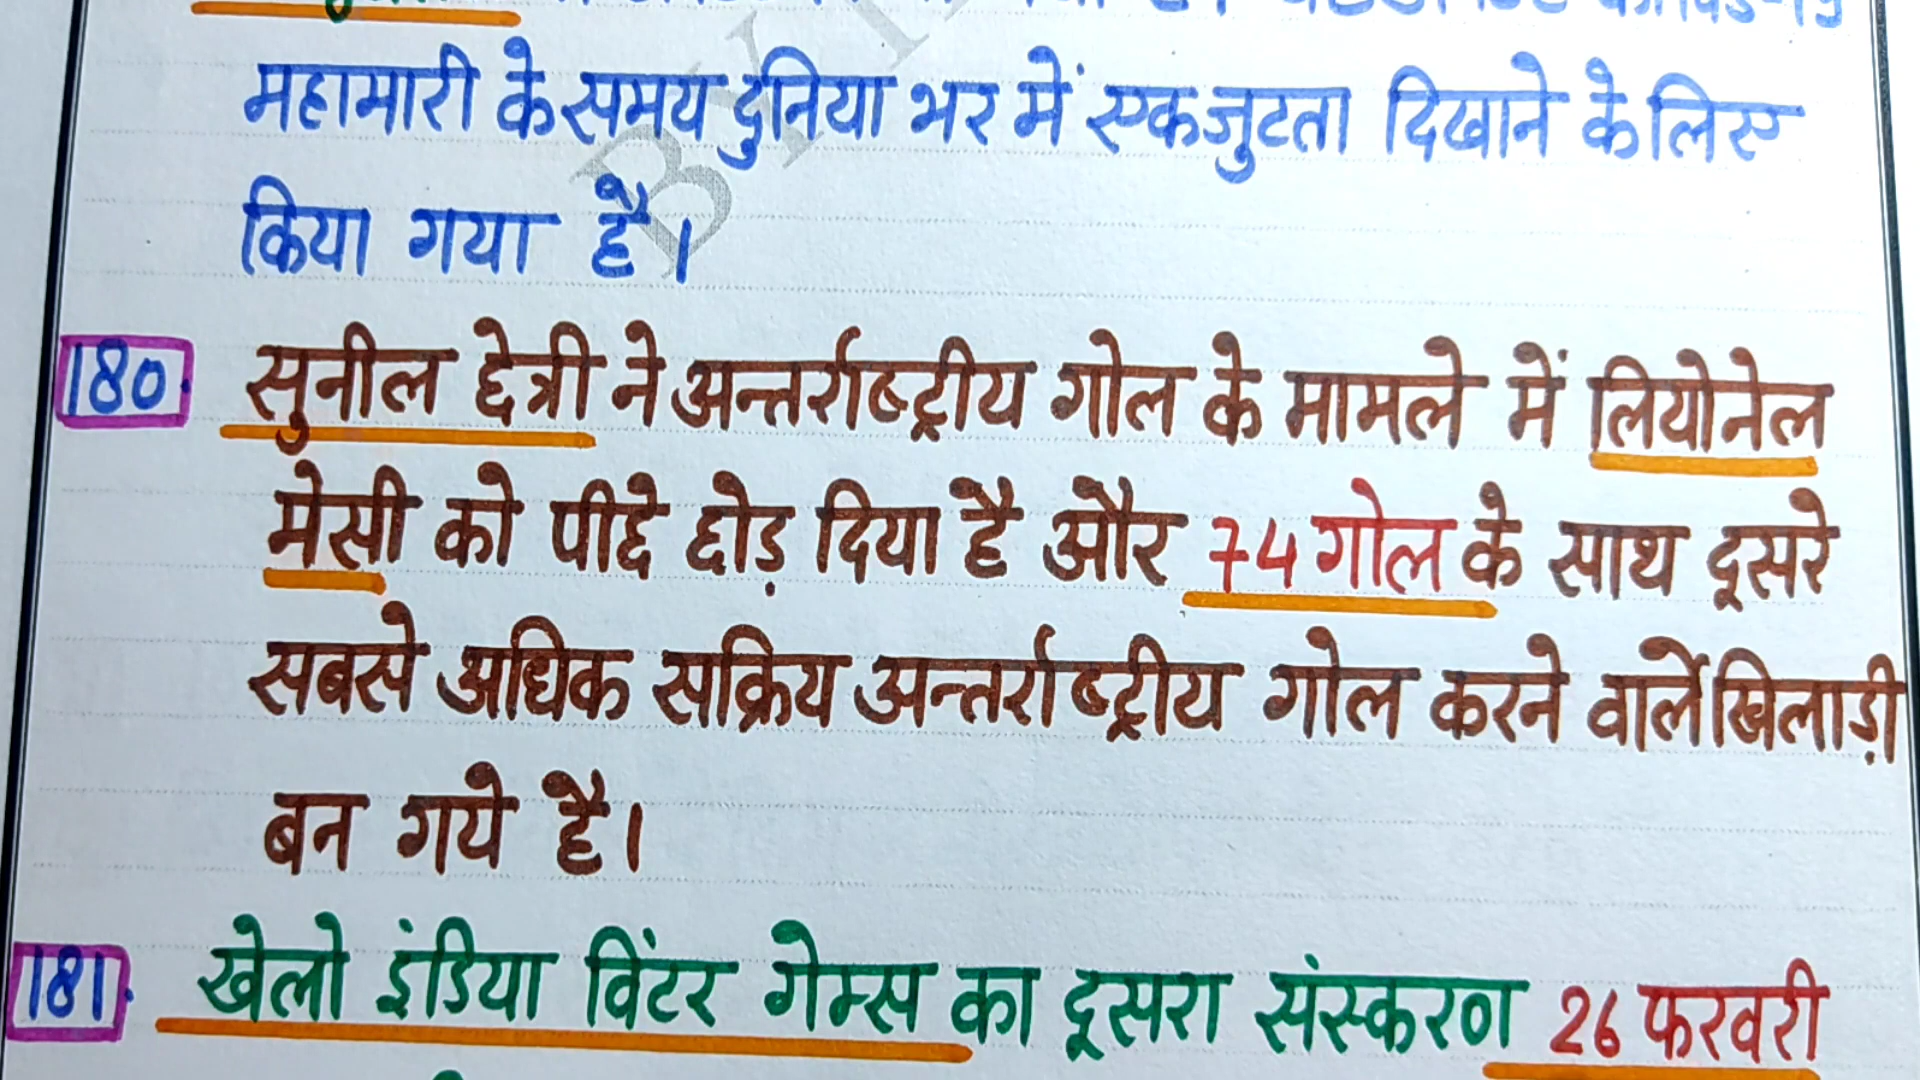 कोविड-19
महामारी के समय दुनिया भर में एकजुटता दिखाने के लिए
किया गया है।
180. सुनील छेत्री ने अन्तर्राष्ट्रीय गोल के मामले में लियोनेल
मेसी को पीछे छोड़ दिया है और 74 गोल के साथ दूसरे
सबसे अधिक सक्रिय अन्तर्राष्ट्रीय गोल करने वालें खिलाड़ी
बन गये है।
181. खेलो इंडिया विंटर गेम्स का दूसरा संस्करण 26 फरवरी